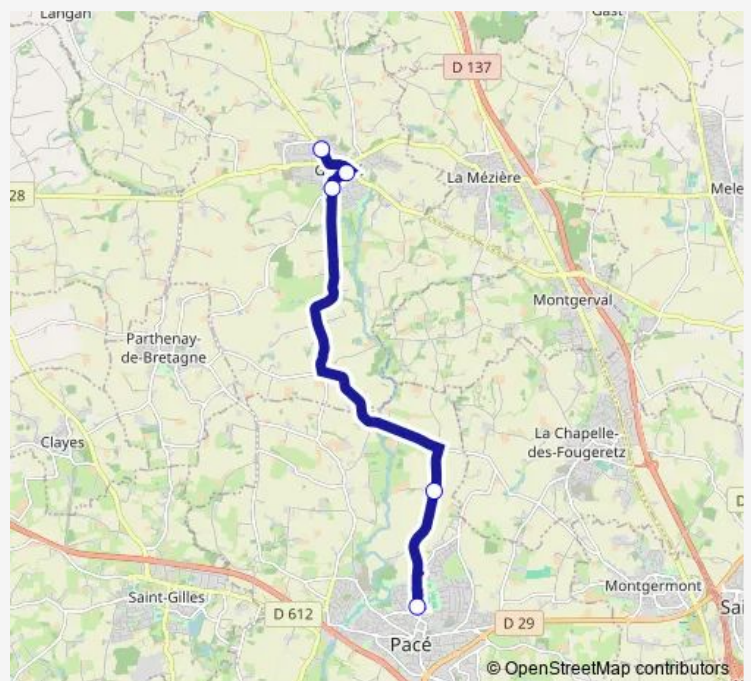 Langan
Gast
D 137
La Mézière
28
Mele
G
Montgerval
Parthenay-
de-Bretagne
Clayes
La Chapelle-
des-Fougeretz
D
Montgermont
Saint-Gilles
D 612
Sai
D 29
Pacé
© OpenStreetMap contributors